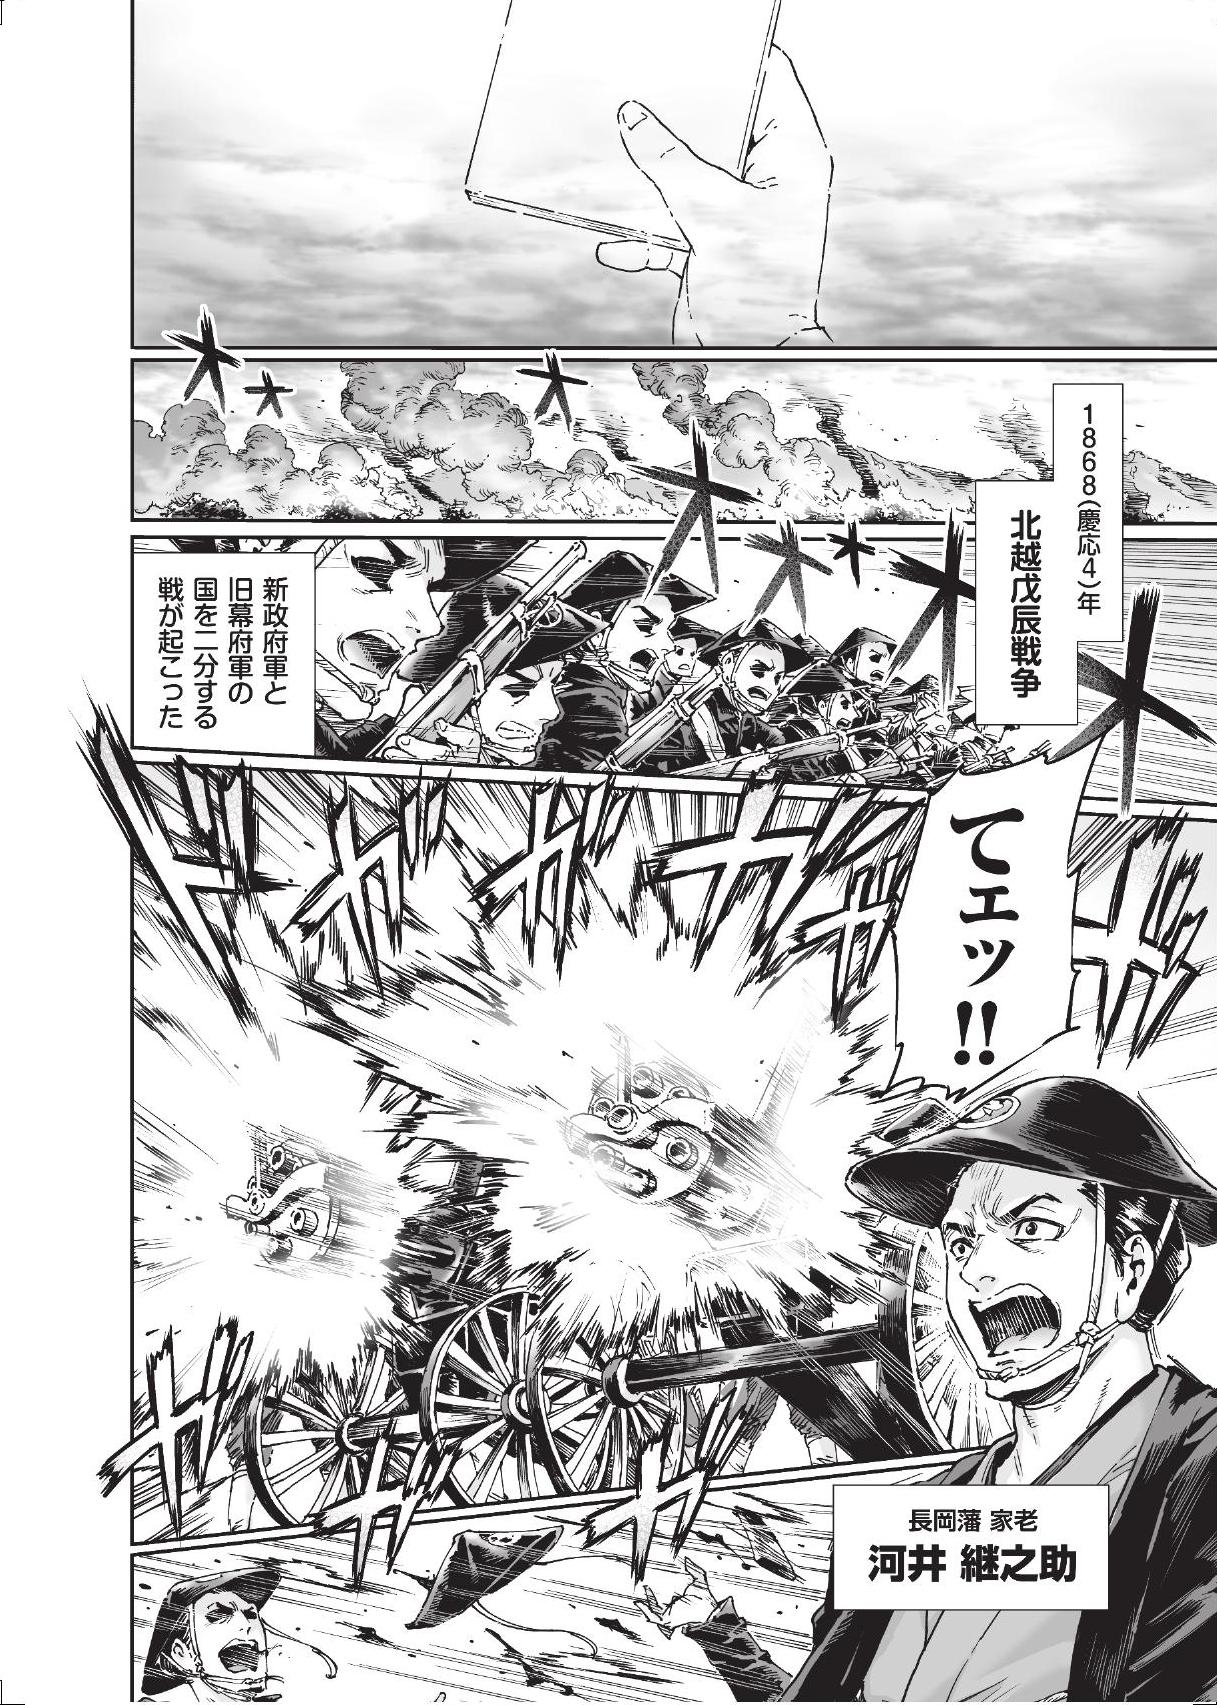 1868(慶応4)年
北越戊辰戦争
ワ
ー
新政府軍と
旧幕府軍の
国を二分する
戦が起こった
てェッ!!
ドガガガガガガ
ガガガ
長岡藩 家老
河井 継之助